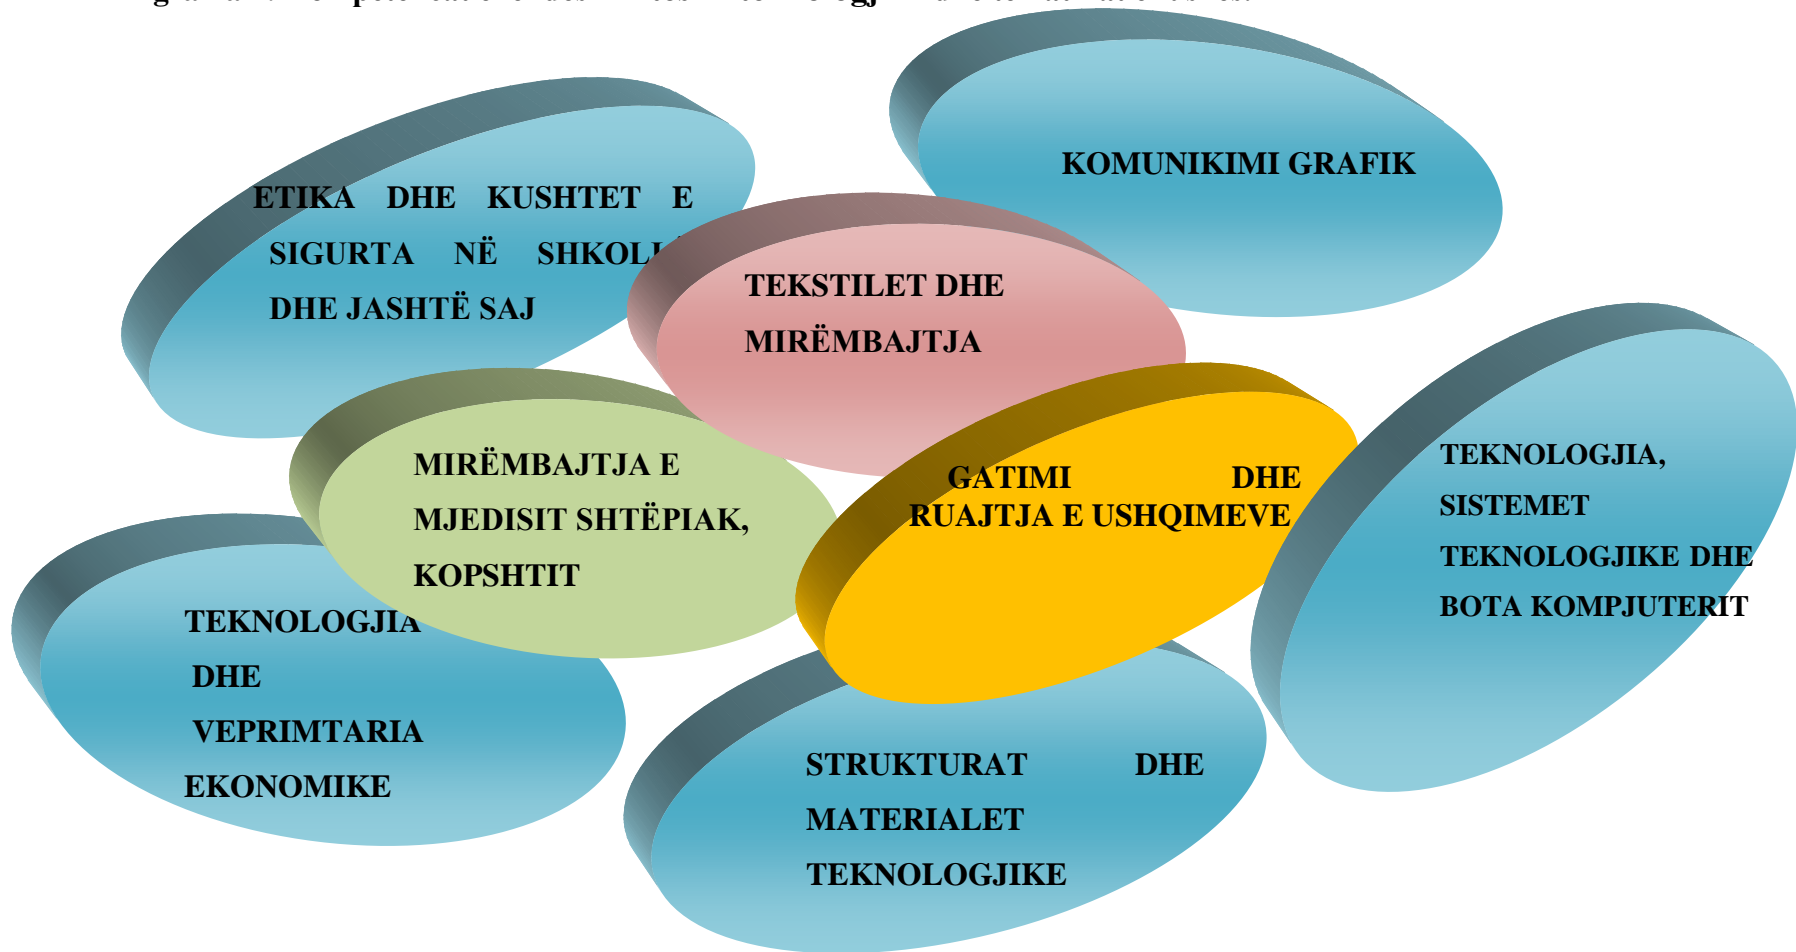 ETIKA DHE KUSHTET E
SIGURTA NË
DHE JASHTË SAJ
KOMUNIKIMI GRAFIK
TEKSTILET DHE
MIRËMBAJTJA
MIRËMBAJTJA E
MJEDISIT SHTËPIAK,
KOPSHTIT
GATIMI DHE
RUAJTJA E USHQIMEVE
TEKNOLOGJIA,
SISTEMET
TEKNOLOGJIKE DHE
BOTA KOMPJUTERIT
TEKNOLOGJIA
DHE
VEPRIMTARIA
EKONOMIKE
STRUKTURAT DHE
MATERIALET
TEKNOLOGJIKE